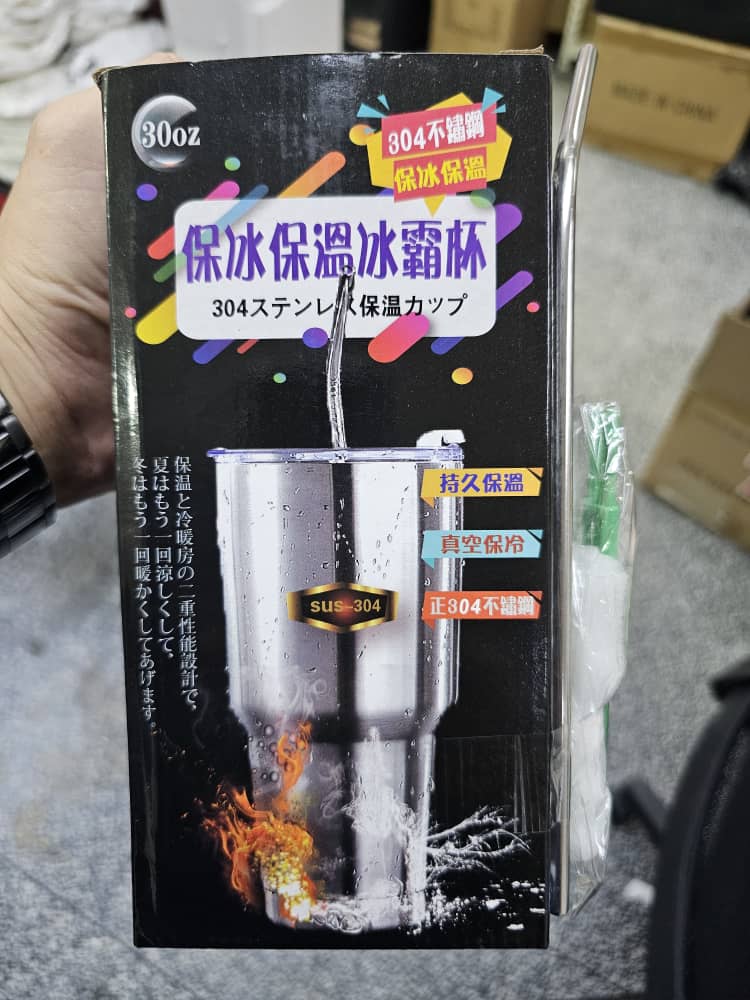 30oz
304不鏽鋼
保冰保溫
保冰保溫冰霸杯
304ステンレス保温カップ
持久保溫
真空保冷
正304不鏽鋼
sus-304
保温と冷暖房の二重性能設計で、
夏はもう一回涼しくして、
冬はもう一回暖かくしてあげます。
MADE IN CHINA